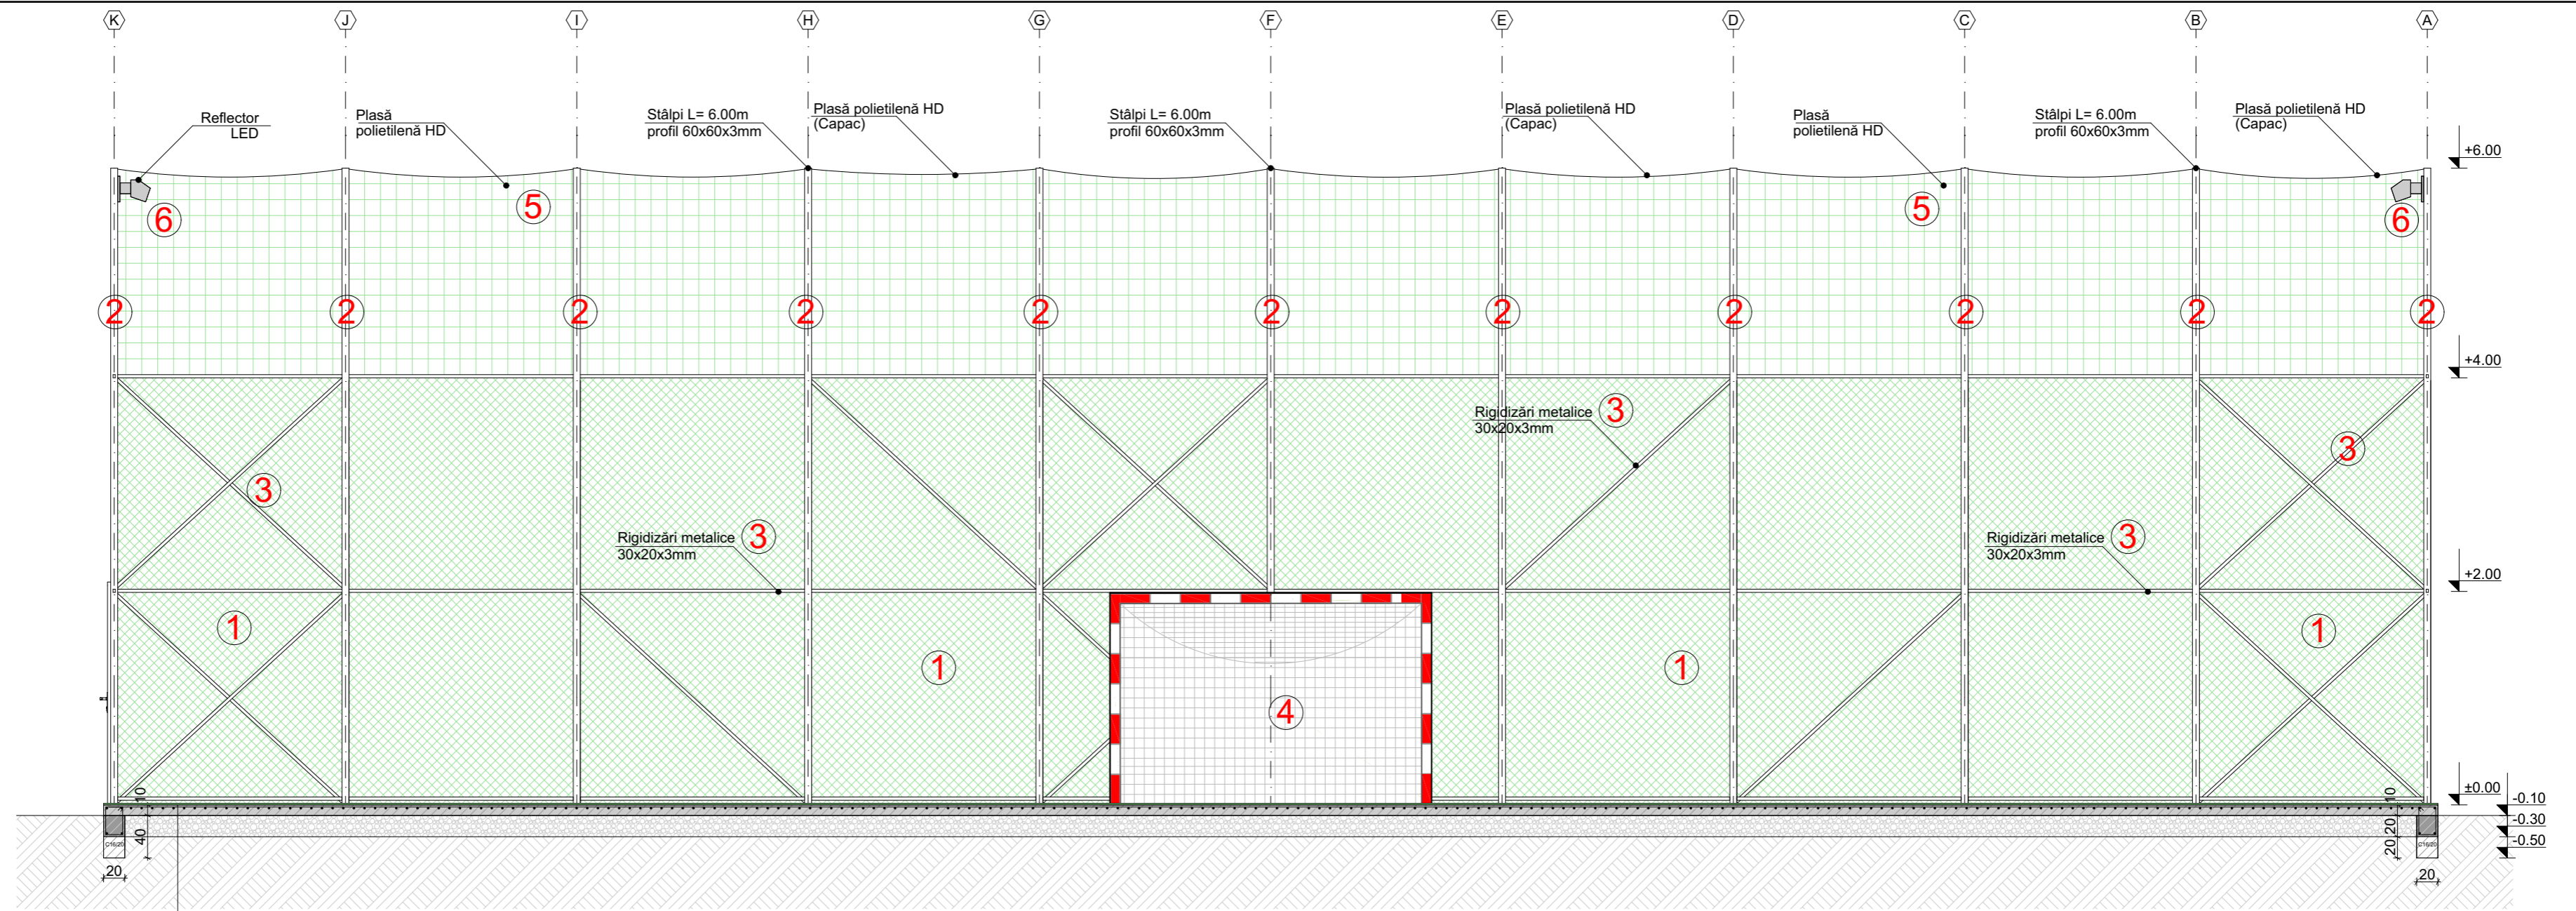 K J I H G F E D C B A
Reflector
LED
Plasă
polietilenă HD
Stâlpi L= 6.00m
profil 60x60x3mm
Plasă polietilenă HD
(Capac)
Stâlpi L= 6.00m
profil 60x60x3mm
Plasă polietilenă HD
(Capac)
Plasă
polietilenă HD
Stâlpi L= 6.00m
profil 60x60x3mm
Plasă polietilenă HD
(Capac)
+6.00
6 5 5 6
2 2 2 2 2 2 2 2 2 2 2
+4.00
Rigidizări metalice 3
30x20x3mm
3
3
Rigidizări metalice 3
30x20x3mm
Rigidizări metalice 3
30x20x3mm
+2.00
1 1 1 1
4
±0.00
10
40
20
C16/20
10
20
20
20
C16/20
-0.10
-0.30
-0.50